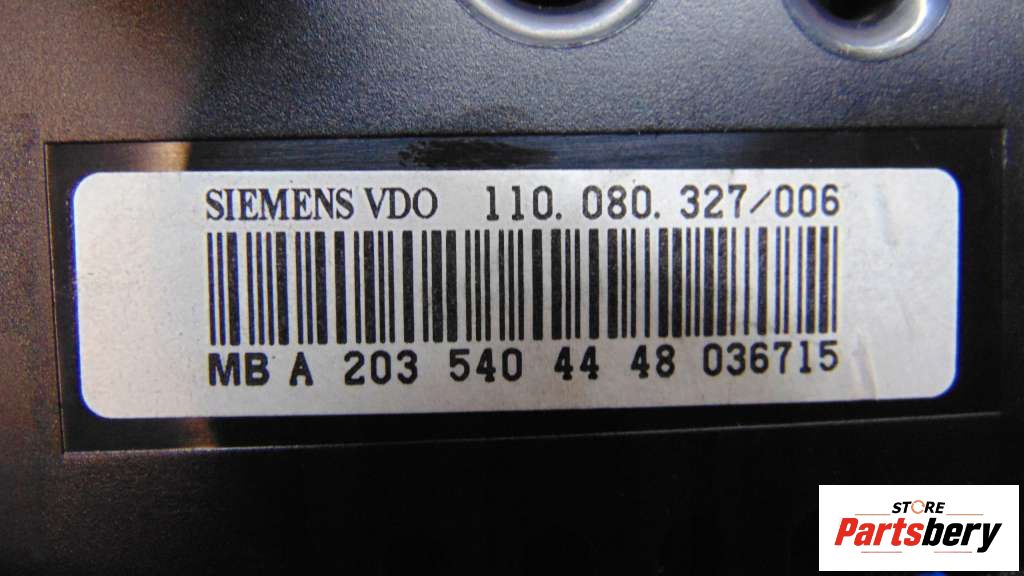 SIEMENS VDO 110.080.327/006
MB A 203 540 44 48 036715
STORE
Partsbery